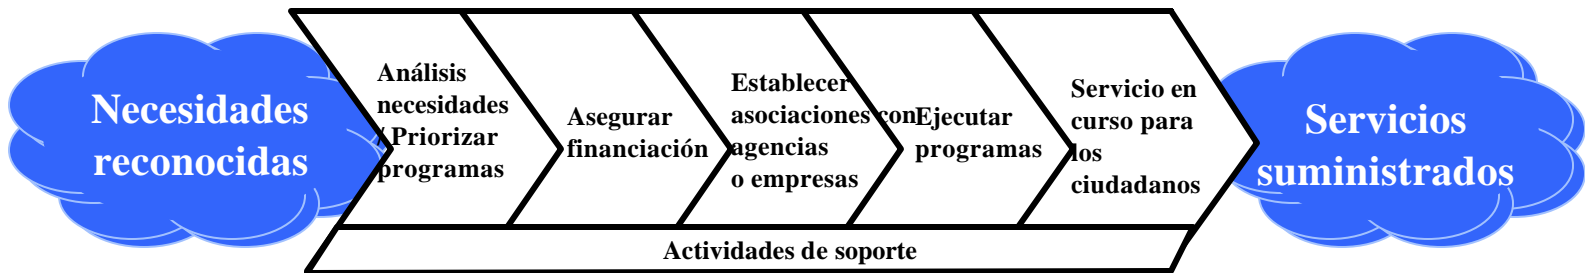 Necesidades
reconocidas
Análisis
necesidades
/ Priorizar
programas
Asegurar
financiación
Establecer
asociaciones con
agencias
o empresas
Ejecutar
programas
Servicio en
curso para
los
ciudadanos
Servicios
suministrados
Actividades de soporte